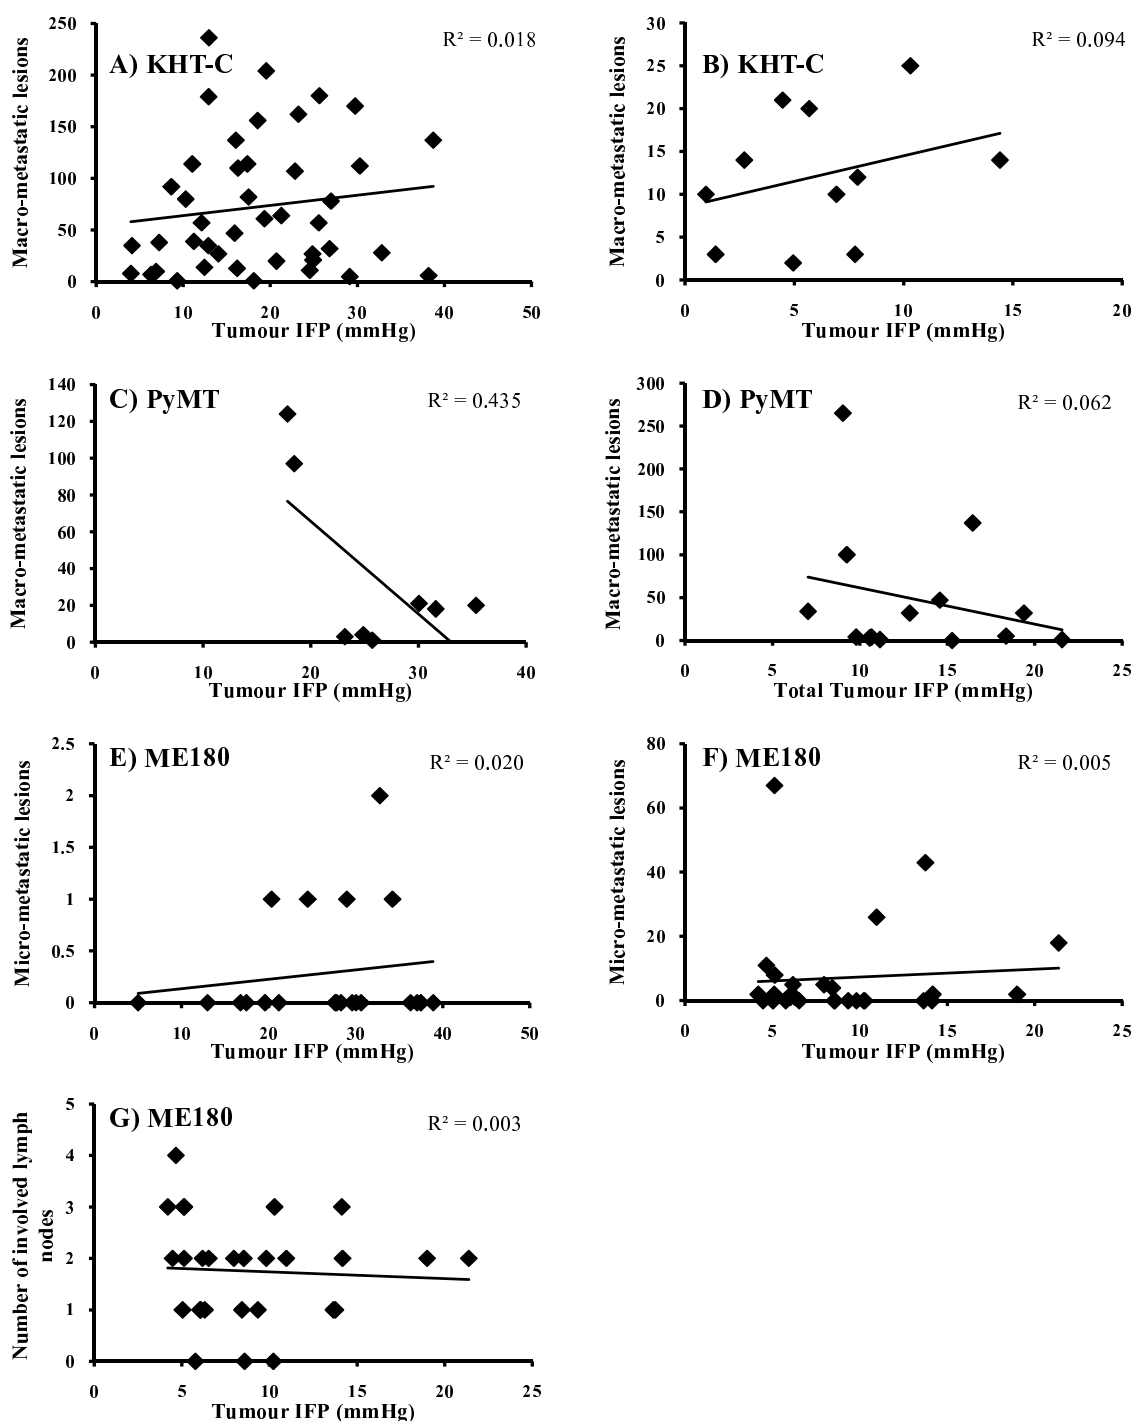 A) KHT-C
R² = 0.018
Macro-metastatic lesions
250
200
150
100
50
0
0 10 20 30 40 50
Tumour IFP (mmHg)
B) KHT-C
R² = 0.094
Macro-metastatic lesions
30
25
20
15
10
5
0
0 5 10 15 20
Tumour IFP (mmHg)
C) PyMT
R² = 0.435
Macro-metastatic lesions
140
120
100
80
60
40
20
0
0 10 20 30 40
Tumour IFP (mmHg)
D) PyMT
R² = 0.062
Macro-metastatic lesions
300
250
200
150
100
50
0
0 5 10 15 20 25
Total Tumour IFP (mmHg)
E) ME180
R² = 0.020
Micro-metastatic lesions
2.5
2
1.5
1
0.5
0
0 10 20 30 40 50
Tumour IFP (mmHg)
F) ME180
R² = 0.005
Micro-metastatic lesions
80
60
40
20
0
0 5 10 15 20 25
Tumour IFP (mmHg)
G) ME180
R² = 0.003
Number of involved lymph
nodes
5
4
3
2
1
0
0 5 10 15 20 25
Tumour IFP (mmHg)